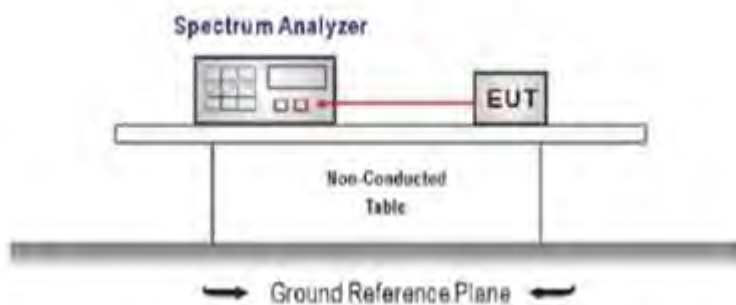 Spectrum Analyzer
EUT
Non-Conducted
Table
Ground Reference Plane